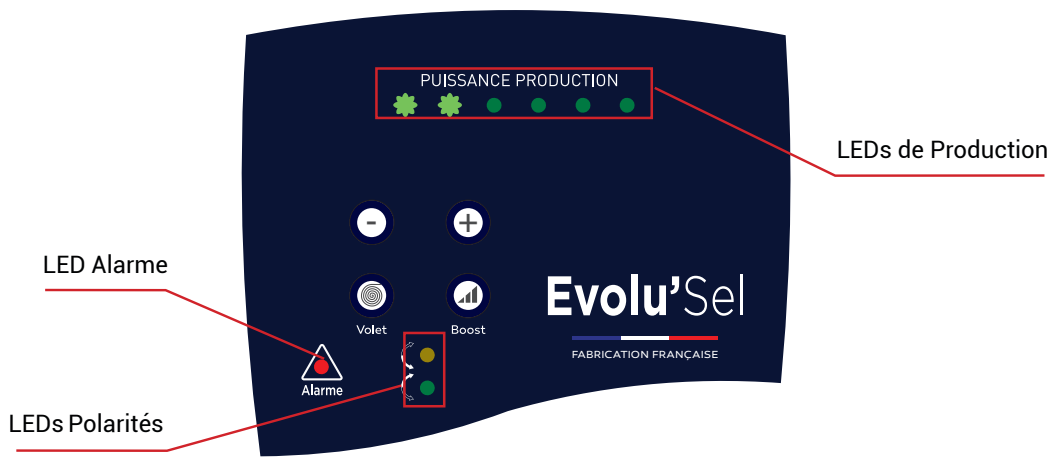 PUISSANCE PRODUCTION
LEDs de Production
-
+
LED Alarme
Volet
Boost
Evolu'Sel
FABRICATION FRANÇAISE
Alarme
LEDs Polarités